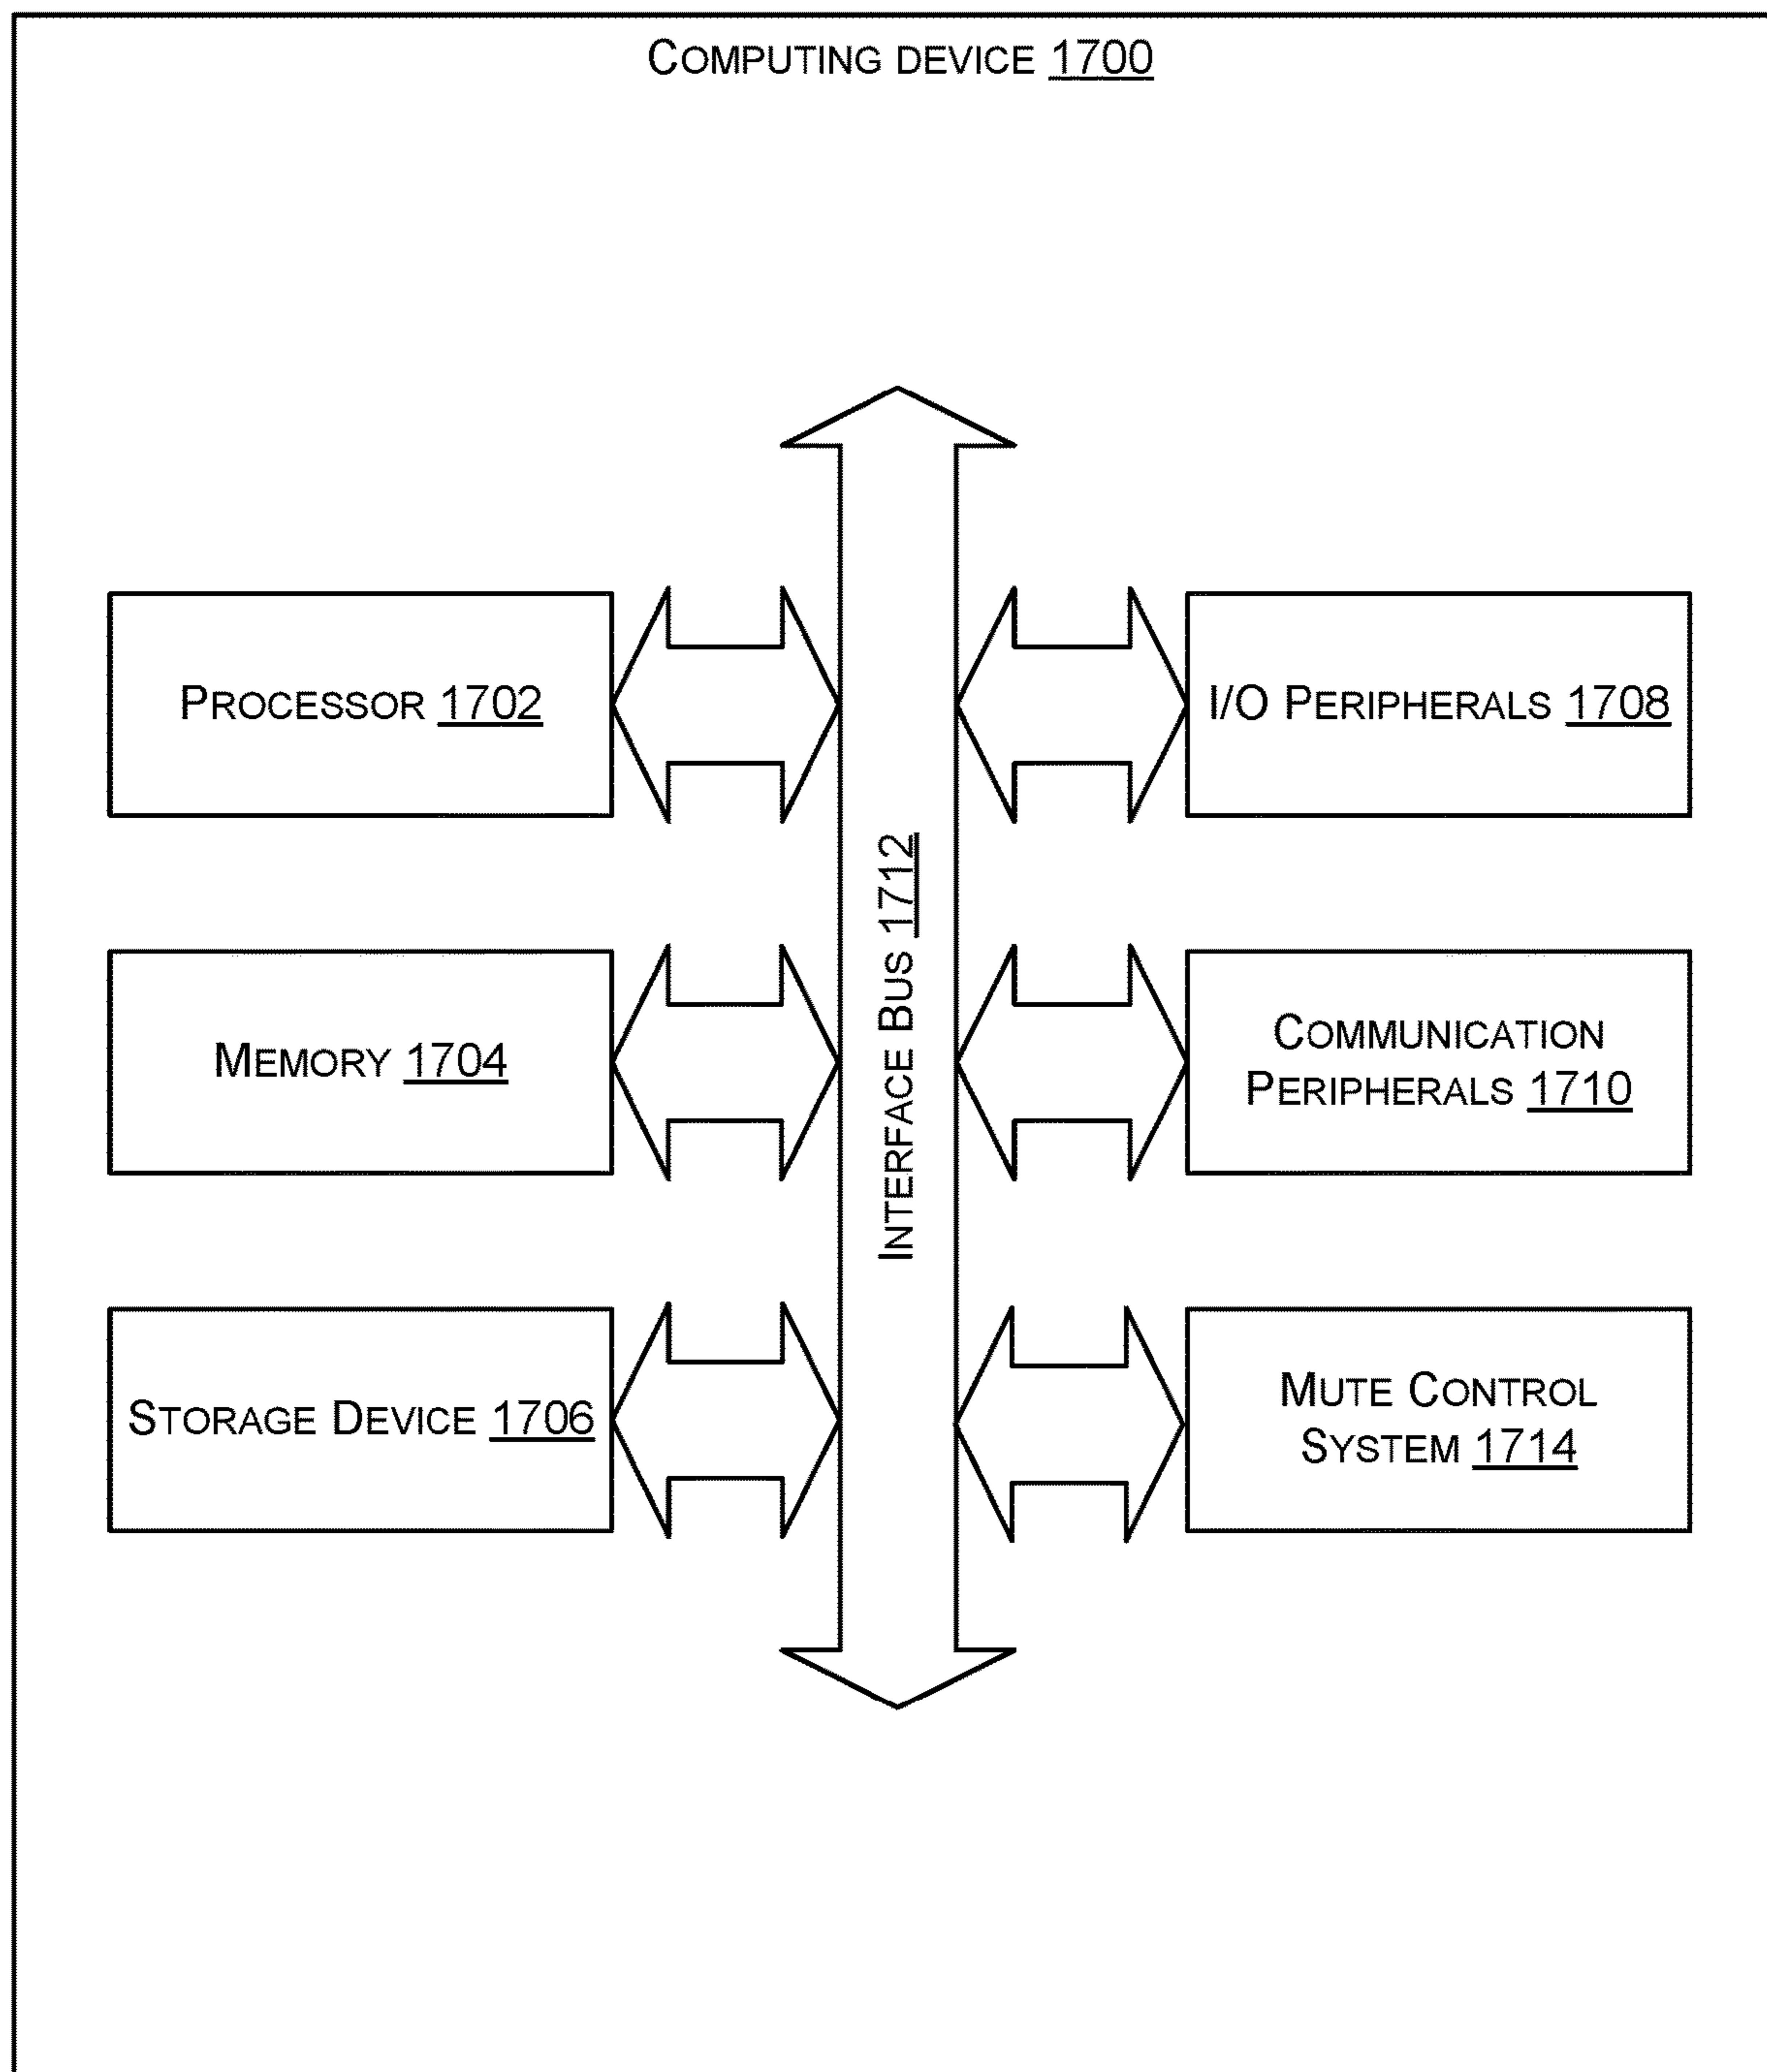 COMPUTING DEVICE 1700
PROCESSOR 1702
MEMORY 1704
STORAGE DEVICE 1706
INTERFACE BUS 1712
I/O PERIPHERALS 1708
COMMUNICATION
PERIPHERALS 1710
MUTE CONTROL
SYSTEM 1714